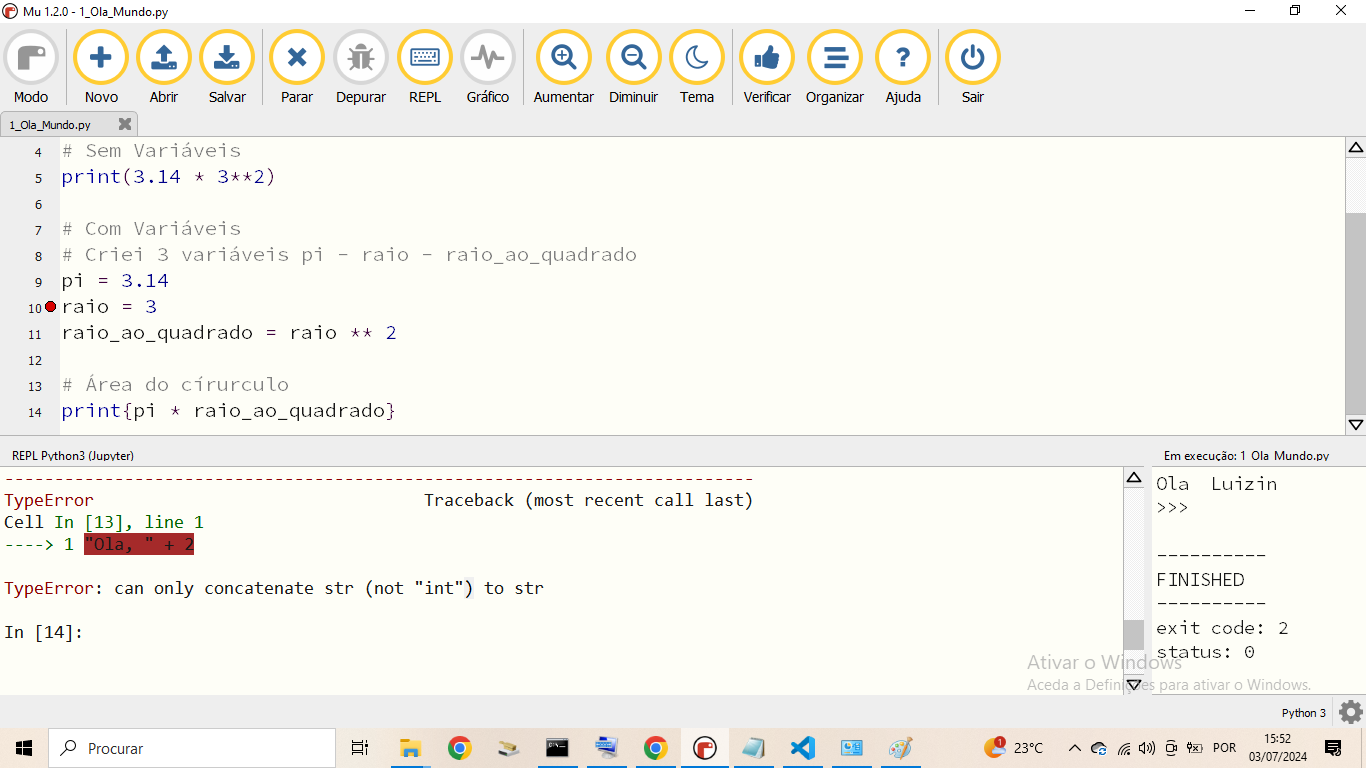 Mu 1.2.0 - 1_Ola_Mundo.py
Modo Novo Abrir Salvar Parar Depurar REPL Gráfico Aumentar Diminuir Tema Verificar Organizar Ajuda Sair
1_Ola_Mundo.py
4 # Sem Variáveis
5 print(3.14 * 3**2)
6
7 # Com Variáveis
8 # Criei 3 variáveis pi - raio - raio_ao_quadrado
9 pi = 3.14
10 raio = 3
11 raio_ao_quadrado = raio ** 2
12
13 # Área do círurculo
14 print{pi * raio_ao_quadrado}
REPL Python3 (Jupyter)
---------------------------------------------------------------------------
TypeError Traceback (most recent call last)
Cell In [13], line 1
----> 1 "Ola, " + 2
TypeError: can only concatenate str (not "int") to str
In [14]:
Em execução: 1_Ola_Mundo.py
Ola  Luizin
>>>
----------
FINISHED
----------
exit code: 2
status: 0
Ativar o Windows
Aceda a Definições para ativar o Windows.
Python 3
Procurar
1
23°C
POR
15:52
03/07/2024